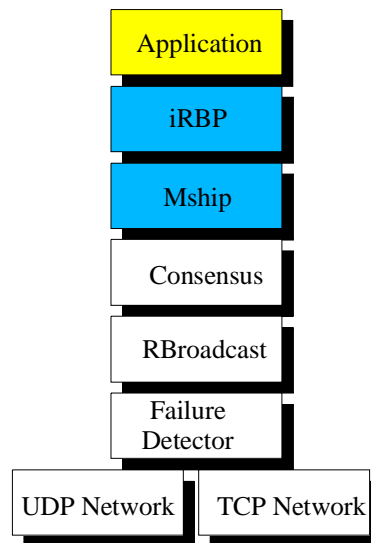 Application
iRBP
Mship
Consensus
RBroadcast
Failure
Detector
UDP Network
TCP Network